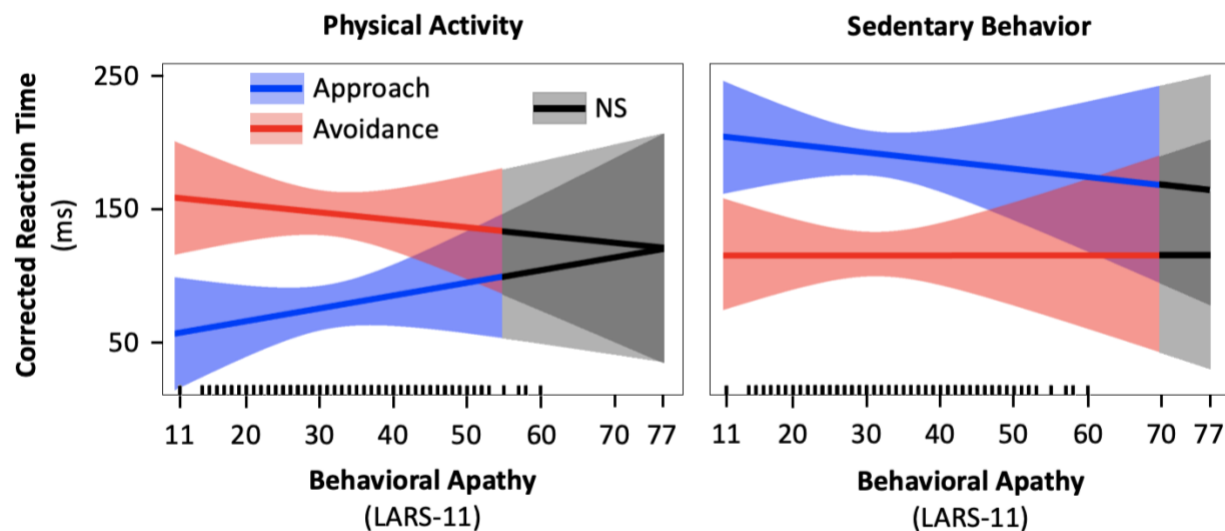 Physical Activity
Sedentary Behavior
Corrected Reaction Time
(ms)
250
150
50
Approach
Avoidance
NS
11 20 30 40 50 60 70 77
11 20 30 40 50 60 70 77
Behavioral Apathy
(LARS-11)
Behavioral Apathy
(LARS-11)